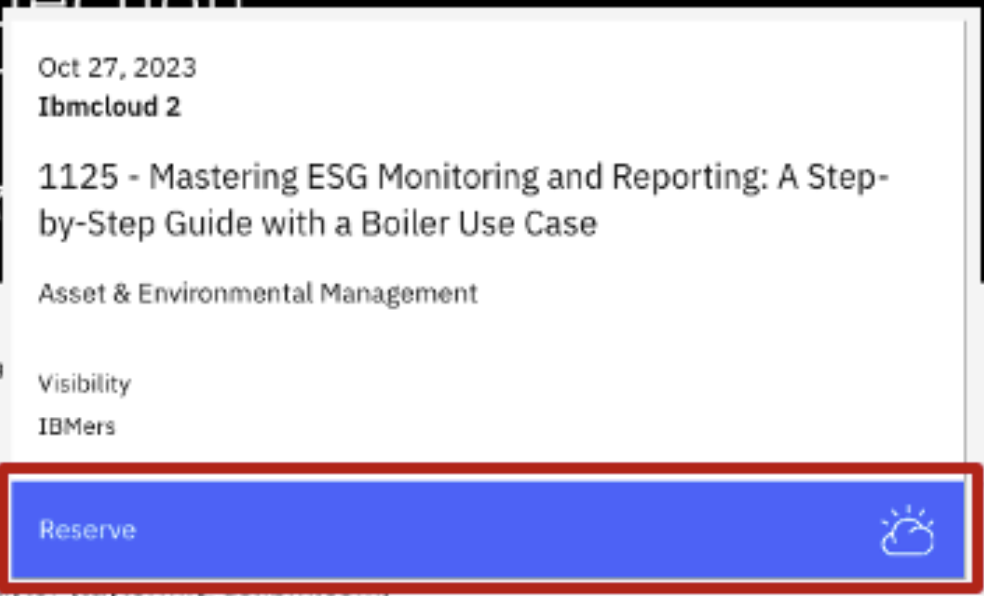 Oct 27, 2023
Ibmcloud 2
1125 - Mastering ESG Monitoring and Reporting: A Step-
by-Step Guide with a Boiler Use Case
Asset & Environmental Management
Visibility
IBMers
Reserve